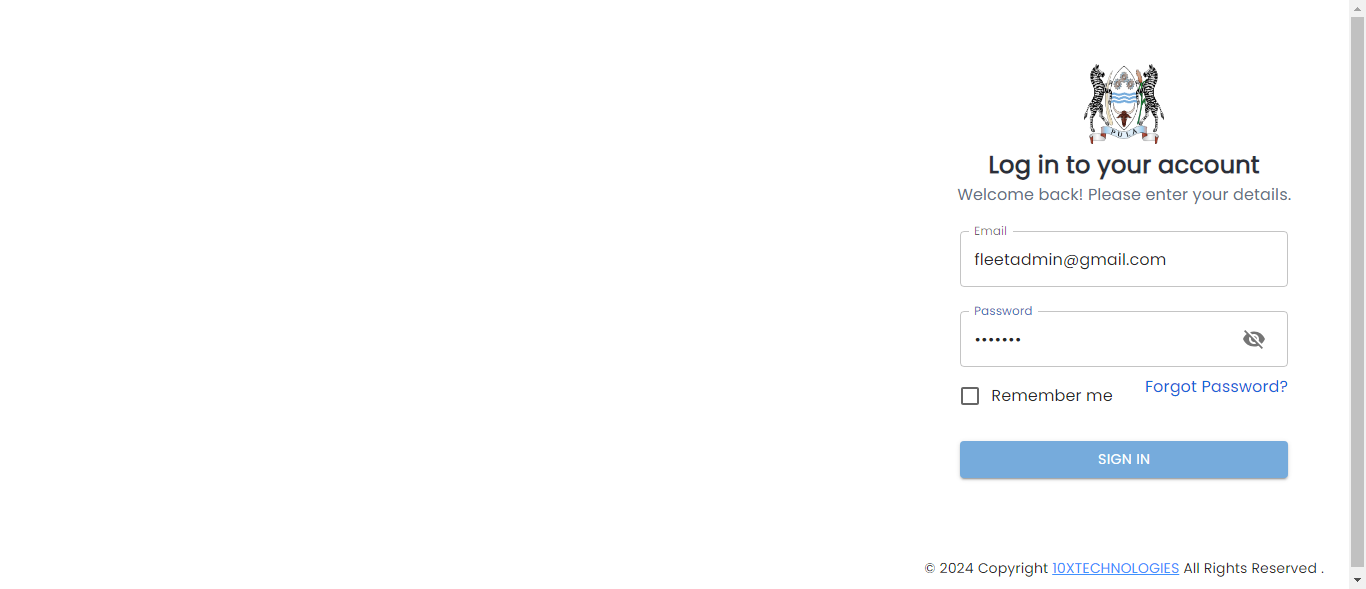 PULA
Log in to your account
Welcome back! Please enter your details.
Email
fleetadmin@gmail.com
Password
•••••••
Remember me
Forgot Password?
SIGN IN
© 2024 Copyright 10XTECHNOLOGIES All Rights Reserved .